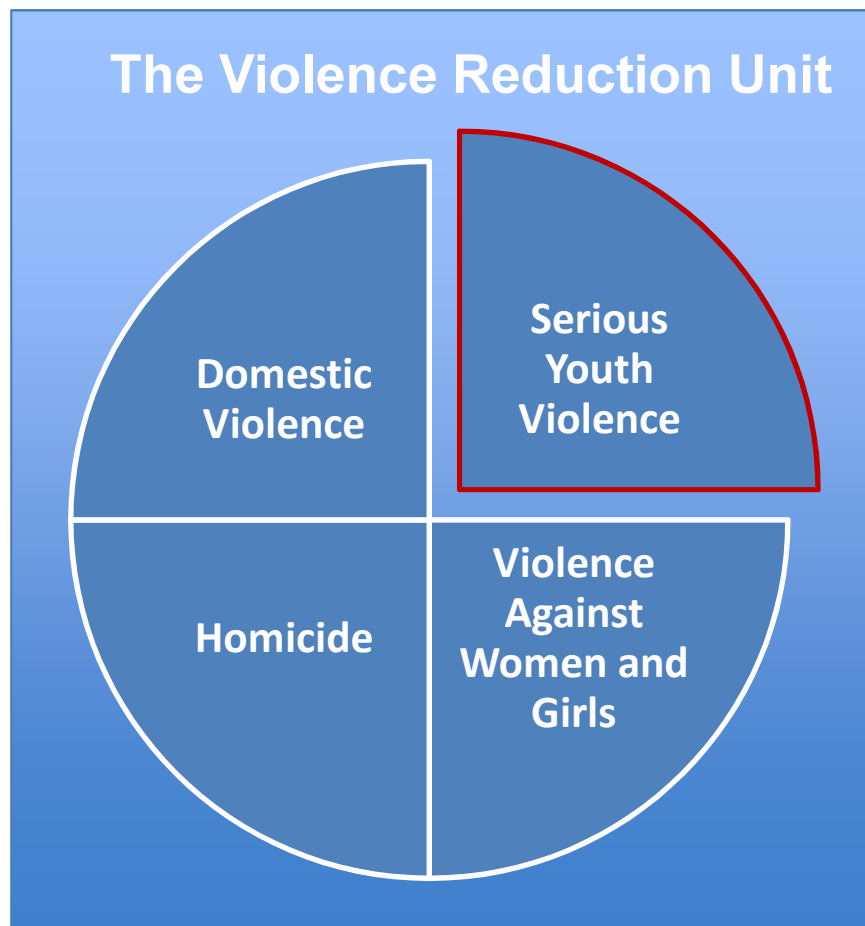 The Violence Reduction Unit
Serious
Youth
Violence
Domestic
Violence
Homicide
Violence
Against
Women and
Girls